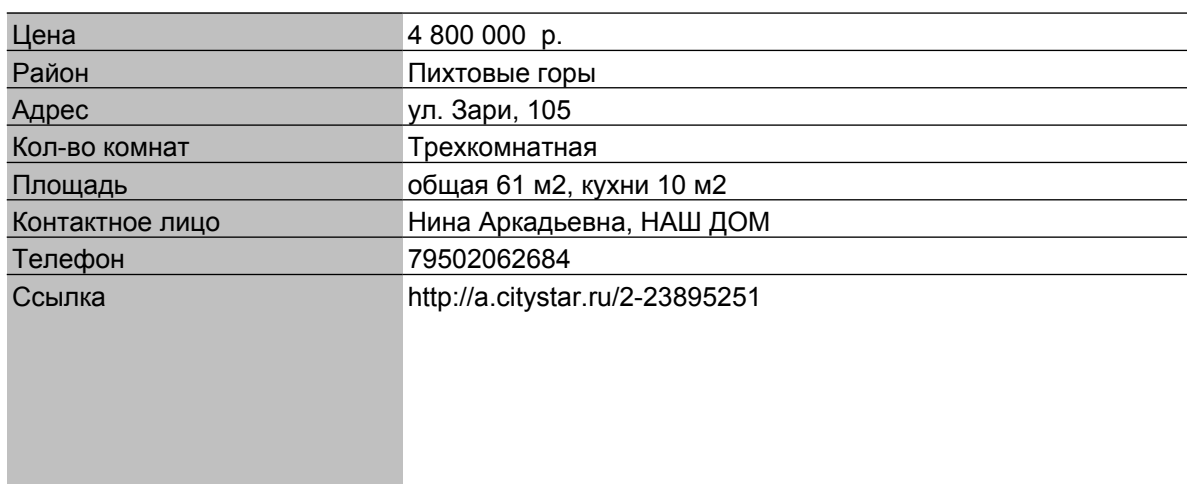 Цена 4 800 000 р.
Район Пихтовые горы
Адрес ул. Зари, 105
Кол-во комнат Трехкомнатная
Площадь общая 61 м2, кухни 10 м2
Контактное лицо Нина Аркадьевна, НАШ ДОМ
Телефон 79502062684
Ссылка http://a.citystar.ru/2-23895251